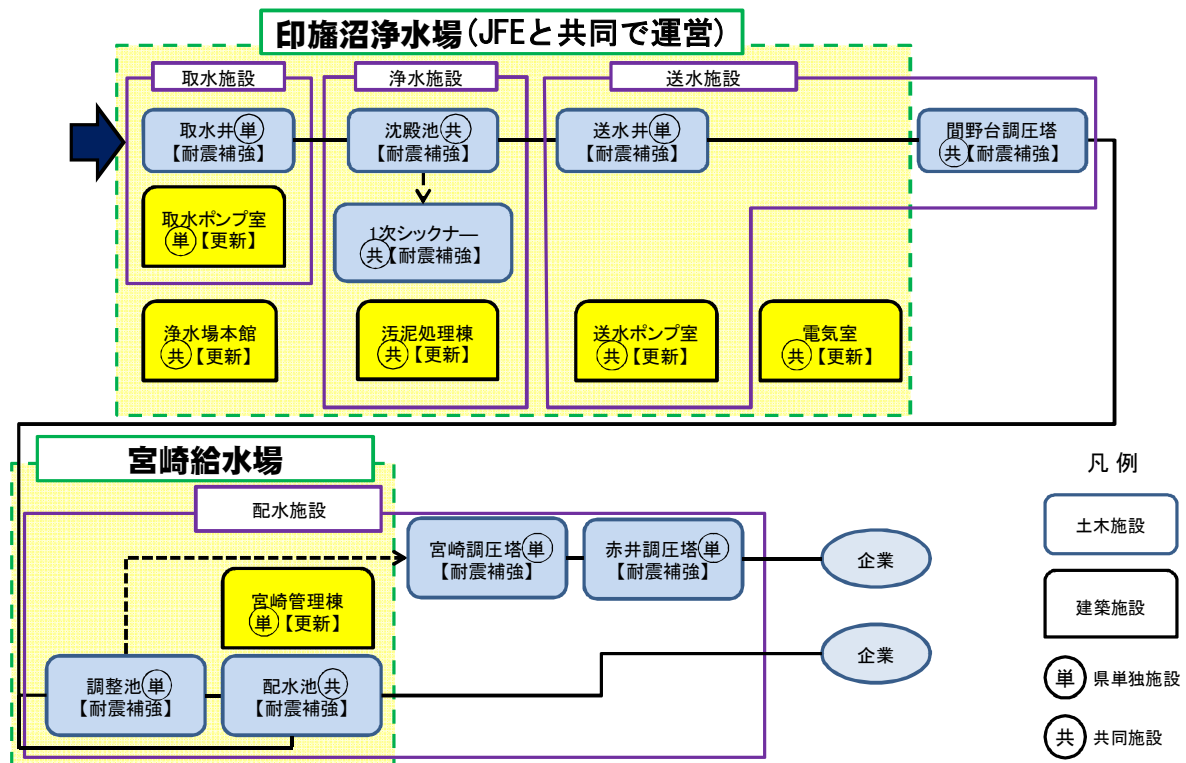 印旛沼浄水場(JFEと共同で運営)
取水施設
浄水施設
送水施設
取水井単
【耐震補強】
沈殿池共
【耐震補強】
送水井単
【耐震補強】
間野台調圧塔
共【耐震補強】
取水ポンプ室
単【更新】
1次シックナー
共【耐震補強】
浄水場本館
共【更新】
汚泥処理棟
共【更新】
送水ポンプ室
共【更新】
電気室
共【更新】
宮崎給水場
配水施設
宮崎調圧塔単
【耐震補強】
赤井調圧塔単
【耐震補強】
企業
宮崎管理棟
単【更新】
調整池単
【耐震補強】
配水池共
【耐震補強】
企業
凡例
土木施設
建築施設
単 県単独施設
共 共同施設